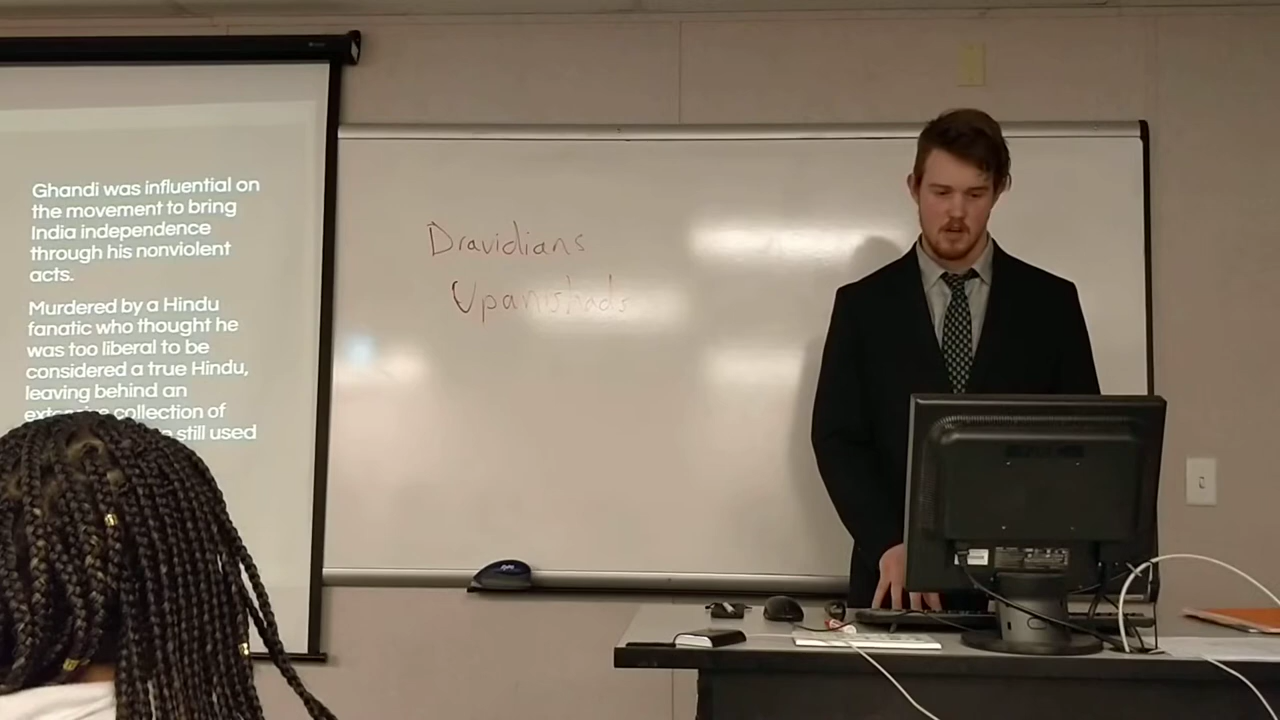 Ghandi was influential on
the movement to bring
India independence
through his nonviolent
acts.
Murdered by a Hindu
fanatic who thought he
was too liberal to be
considered a true Hindu,
leaving behind an
collection of
still used
Dravidians
Upanishads